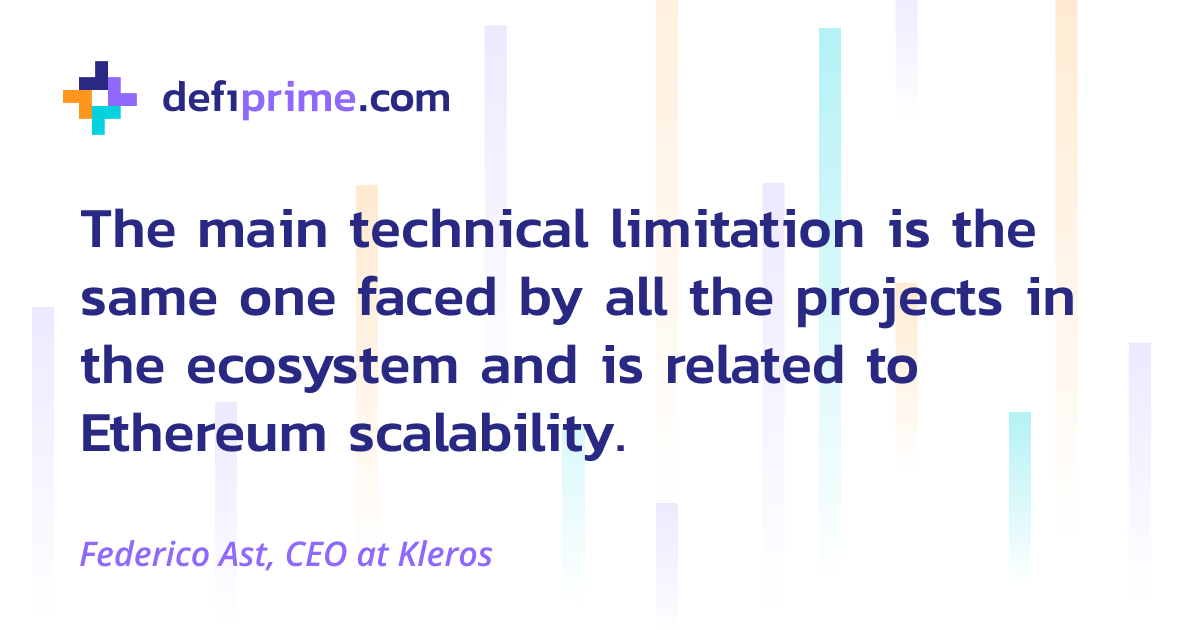 defiprime.com
The main technical limitation is the
same one faced by all the projects in
the ecosystem and is related to
Ethereum scalability.
Federico Ast, CEO at Kleros